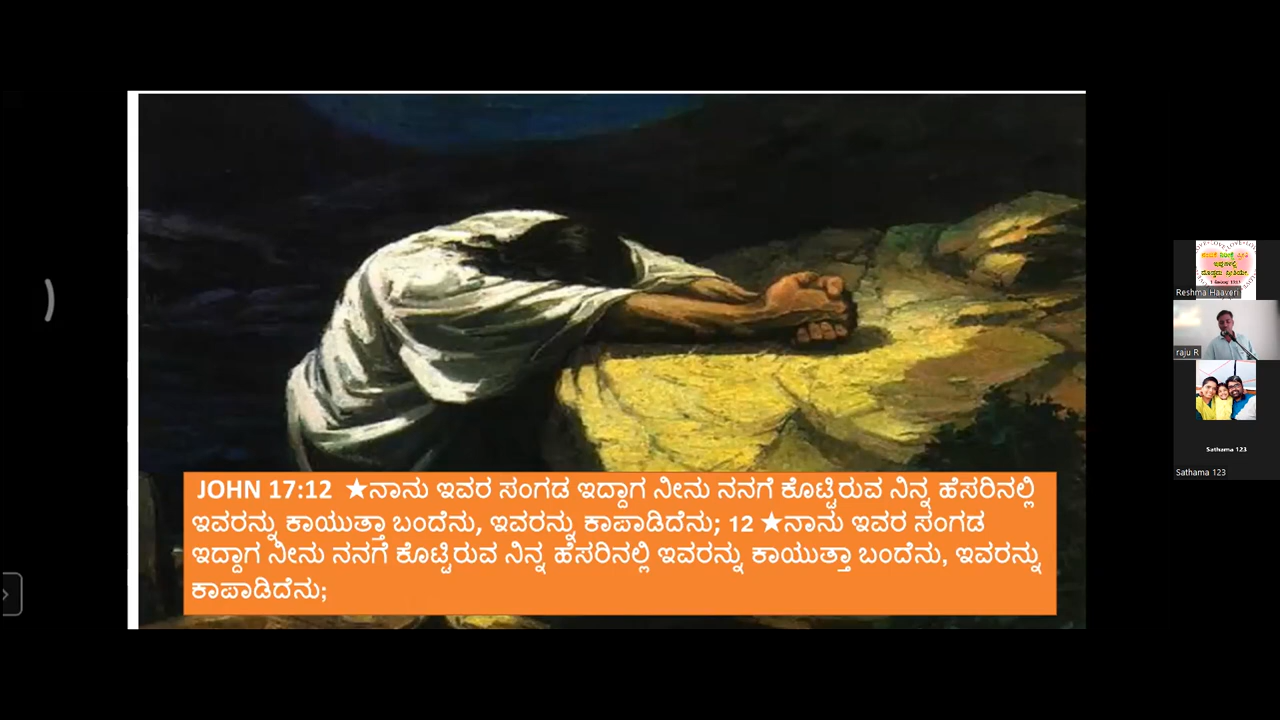 JOHN 17:12 ★ನಾನು ಇವರ ಸಂಗಡ ಇದ್ದಾಗ ನೀನು ನನಗೆ ಕೊಟ್ಟಿರುವ ನಿನ್ನ ಹೆಸರಿನಲ್ಲಿ
ಇವರನ್ನು ಕಾಯುತ್ತಾ ಬಂದೆನು, ಇವರನ್ನು ಕಾಪಾಡಿದೆನು; 12 ★ನಾನು ಇವರ ಸಂಗಡ
ಇದ್ದಾಗ ನೀನು ನನಗೆ ಕೊಟ್ಟಿರುವ ನಿನ್ನ ಹೆಸರಿನಲ್ಲಿ ಇವರನ್ನು ಕಾಯುತ್ತಾ ಬಂದೆನು, ಇವರನ್ನು
ಕಾಪಾಡಿದೆನು;
Reshma Haaveri
raju R
Sathama 123
Sathama 123